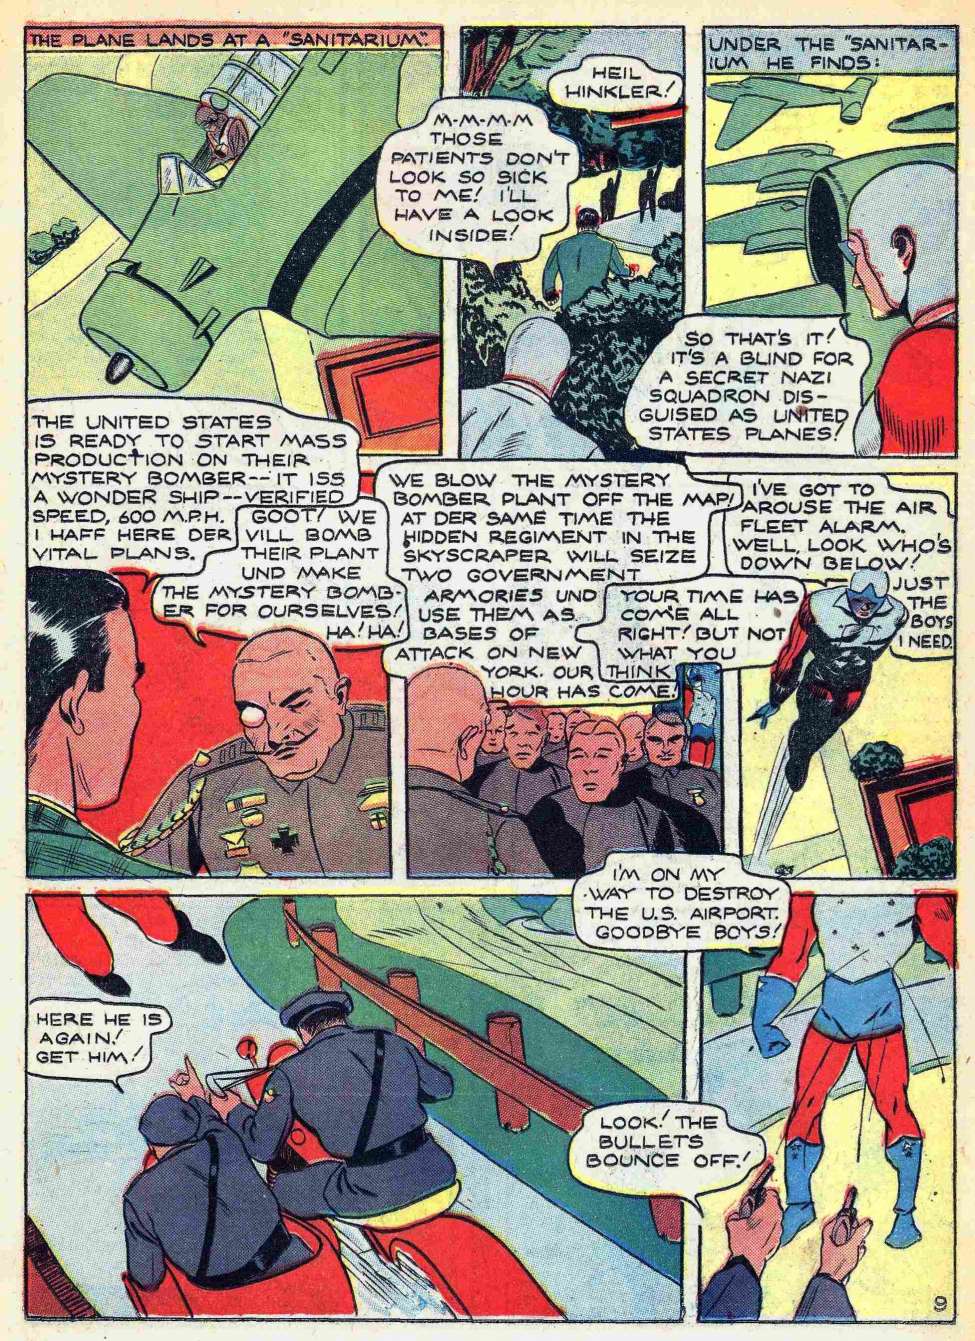 THE PLANE LANDS AT A "SANITARIUM".
HEIL
HINKLER!
M-M-M-M
THOSE
PATIENTS DON'T
LOOK SO SICK
TO ME! I'LL
HAVE A LOOK
INSIDE!
UNDER THE "SANITAR-
IUM HE FINDS:
SO THAT'S IT!
IT'S A BLIND FOR
A SECRET NAZI
SQUADRON DIS-
GUISED AS UNITED
STATES PLANES!
THE UNITED STATES
IS READY TO START MASS
PRODUCTION ON THEIR
MYSTERY BOMBER-- IT ISS
A WONDER SHIP--VERIFIED
SPEED, 600 M.P.H.
I HAFF HERE DER
VITAL PLANS.
GOOT! WE
VILL BOMB
THEIR PLANT
UND MAKE
THE MYSTERY BOMB-
ER FOR OURSELVES!
HA! HA!
WE BLOW THE MYSTERY
BOMBER PLANT OFF THE MAP!
AT DER SAME TIME THE
HIDDEN REGIMENT IN THE
SKYSCRAPER WILL SEIZE
TWO GOVERNMENT
ARMORIES UND
USE THEM AS
BASES OF
ATTACK ON NEW
YORK. OUR
HOUR HAS COME!
YOUR TIME HAS
COME ALL
RIGHT! BUT NOT
WHAT YOU
THINK
I'VE GOT TO
AROUSE THE AIR
FLEET ALARM.
WELL, LOOK WHO'S
DOWN BELOW!
JUST
THE
BOYS
I NEED.
HERE HE IS
AGAIN!
GET HIM!
I'M ON MY
WAY TO DESTROY
THE U.S. AIRPORT.
GOODBYE BOYS!
LOOK! THE
BULLETS
BOUNCE OFF!
9